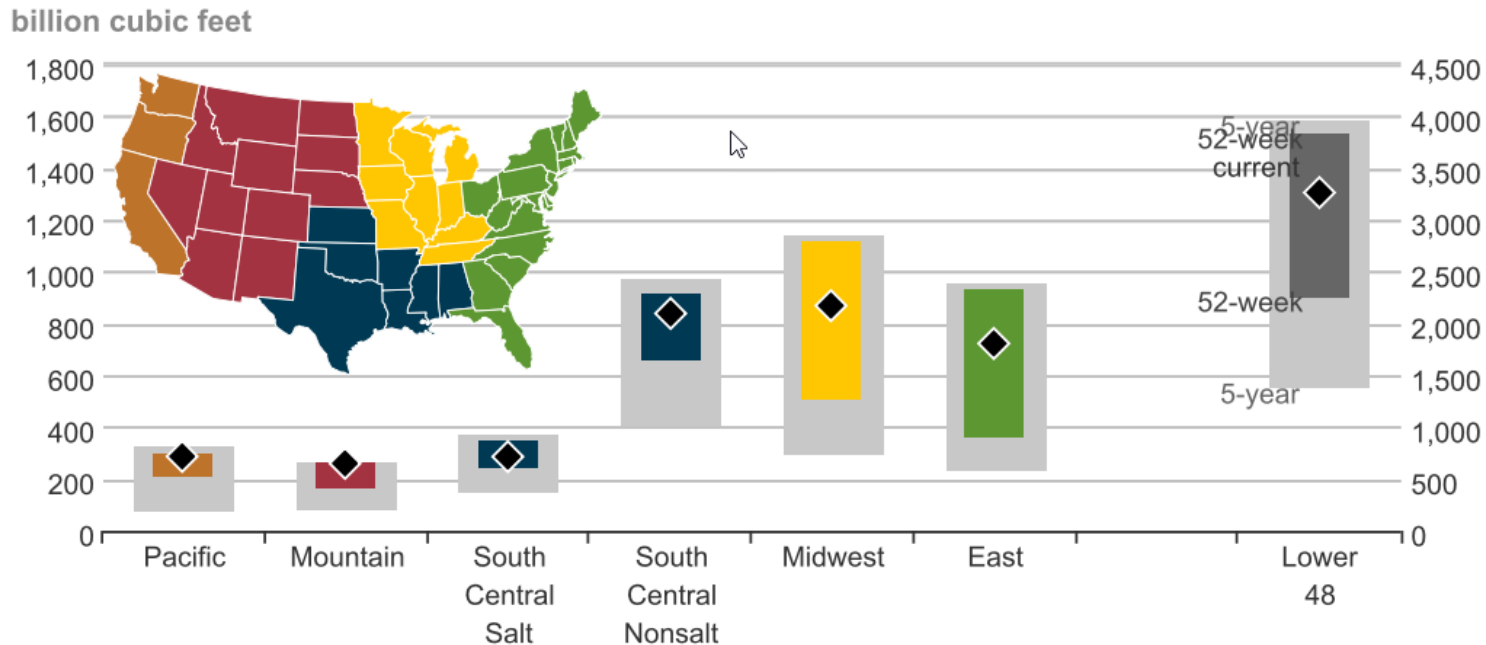 billion cubic feet
1,800
1,600
1,400
1,200
1,000
800
600
400
200
0
4,500
4,000
3,500
3,000
2,500
2,000
1,500
1,000
500
0
5-year
52-week
current
52-week
5-year
Pacific
Mountain
South
Central
Salt
South
Central
Nonsalt
Midwest
East
Lower
48